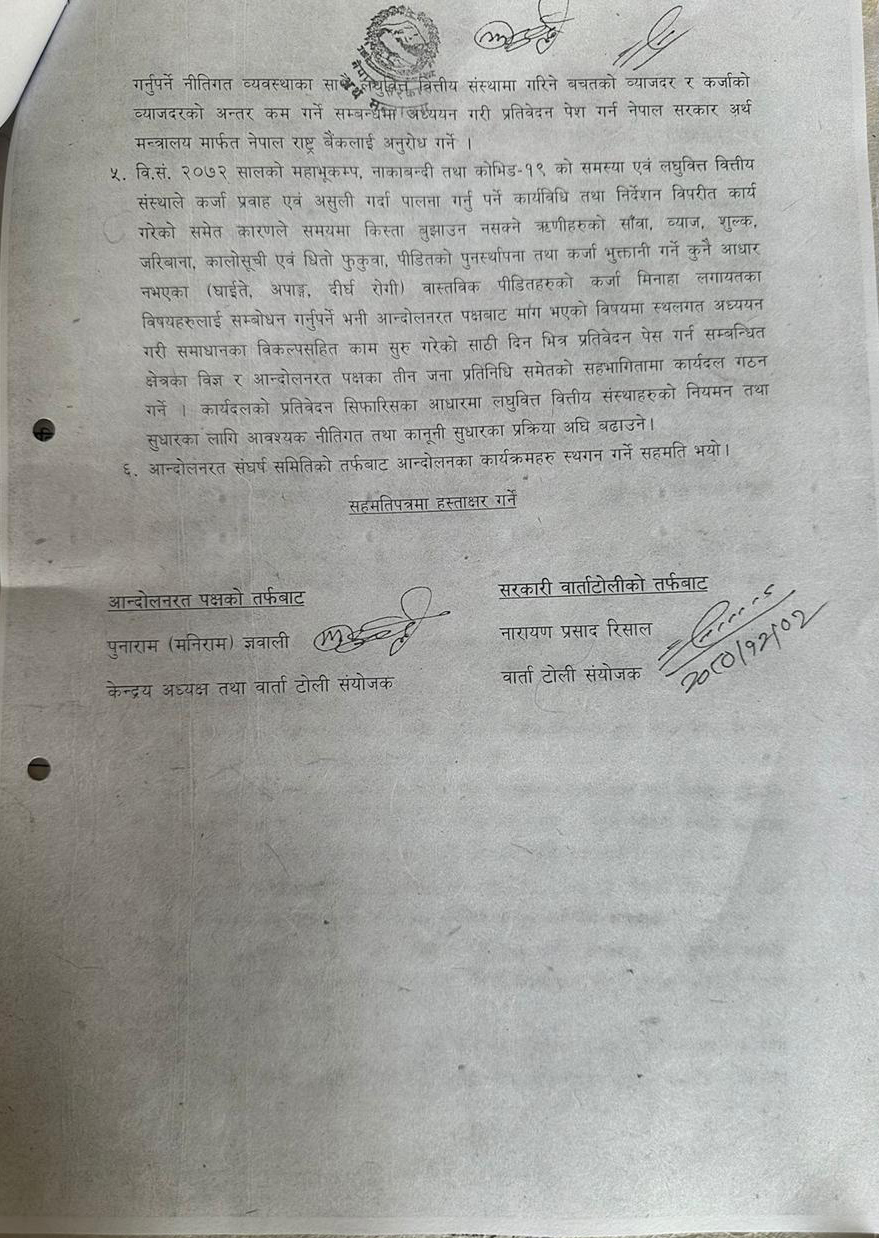 गर्नुपर्ने नीतिगत व्यवस्थाका साथै लघुवित्त वित्तीय संस्थामा गरिने बचतको व्याजदर र कर्जाको
व्याजदरको अन्तर कम गर्ने सम्बन्धमा अध्ययन गरी प्रतिवेदन पेश गर्न नेपाल सरकार अर्थ
मन्त्रालय मार्फत नेपाल राष्ट्र बैंकलाई अनुरोध गर्ने ।
५. वि.सं. २०७२ सालको महाभूकम्प, नाकाबन्दी तथा कोभिड-१९ को समस्या एवं लघुवित्त वित्तीय
संस्थाले कर्जा प्रवाह एवं असुली गर्दा पालना गर्नु पर्ने कार्यविधि तथा निर्देशन विपरीत कार्य
गरेको समेत कारणले समयमा किस्ता बुझाउन नसक्ने ऋणीहरुको साँवा, व्याज, शुल्क,
जरिबाना, कालोसूची एवं धितो फुकुवा, पीडितको पुनर्स्थापना तथा कर्जा भुक्तानी गर्ने कुनै आधार
नभएका (घाईते, अपाङ्ग, दीर्घ रोगी) वास्तविक पीडितहरुको कर्जा मिनाहा लगायतका
विषयहरुलाई सम्बोधन गर्नुपर्ने भनी आन्दोलनरत पक्षबाट माग भएको विषयमा स्थलगत अध्ययन
गरी समाधानका विकल्पसहित काम सुरु गरेको साठी दिन भित्र प्रतिवेदन पेस गर्न सम्बन्धित
क्षेत्रका विज्ञ र आन्दोलनरत पक्षका तीन जना प्रतिनिधि समेतको सहभागितामा कार्यदल गठन
गर्ने । कार्यदलको प्रतिवेदन सिफारिसका आधारमा लघुवित्त वित्तीय संस्थाहरुको नियमन तथा
सुधारका लागि आवश्यक नीतिगत तथा कानूनी सुधारका प्रक्रिया अघि बढाउने।
६. आन्दोलनरत संघर्ष समितिको तर्फबाट आन्दोलनका कार्यक्रमहरु स्थगन गर्ने सहमति भयो।
सहमतिपत्रमा हस्ताक्षर गर्ने
आन्दोलनरत पक्षको तर्फबाट
पुनाराम (मनिराम) ज्ञवाली
केन्द्रय अध्यक्ष तथा वार्ता टोली संयोजक
सरकारी वार्ताटोलीको तर्फबाट
नारायण प्रसाद रिसाल
वार्ता टोली संयोजक
२०८०/१२/०२